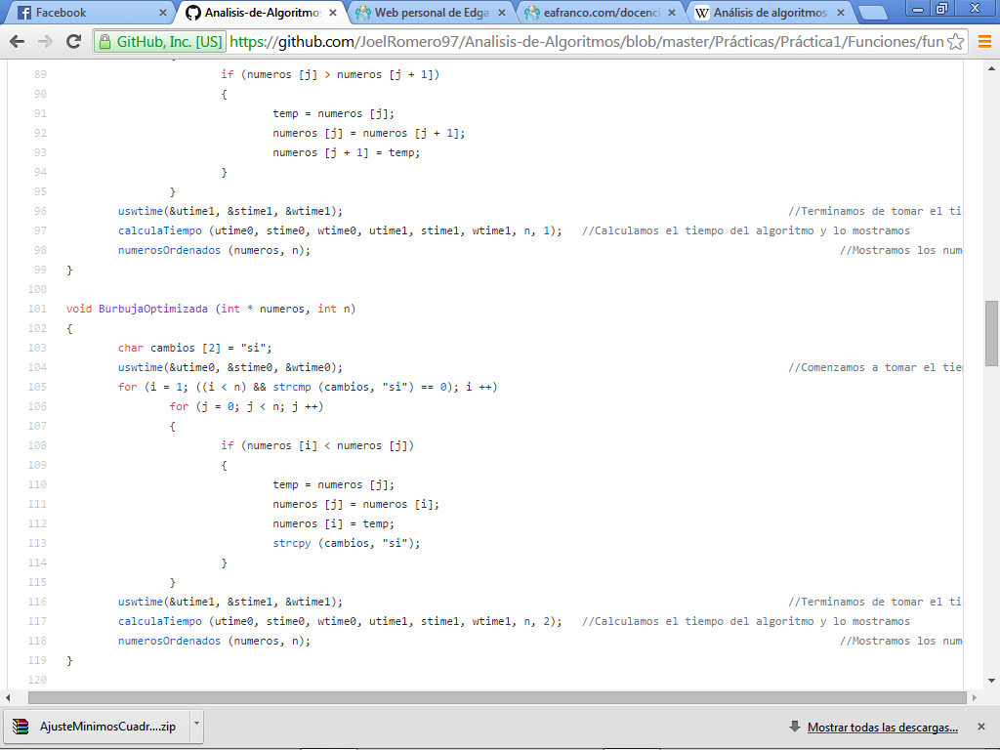 Facebook
Analisis-de-Algoritmos
Web personal de Edga
eafranco.com/docenci
Análisis de algoritmos
GitHub, Inc. [US] https://github.com/JoelRomero97/Analisis-de-Algoritmos/blob/master/Prácticas/Práctica1/Funciones/fun
89 if (numeros [j] > numeros [j + 1])
90 {
91 temp = numeros [j];
92 numeros [j] = numeros [j + 1];
93 numeros [j + 1] = temp;
94 }
95 }
96 uswtime(&utime1, &stime1, &wtime1); //Terminamos de tomar el ti
97 calculaTiempo (utime0, stime0, wtime0, utime1, stime1, wtime1, n, 1); //Calculamos el tiempo del algoritmo y lo mostramos
98 numerosOrdenados (numeros, n); //Mostramos los num
99 }
100
101 void BurbujaOptimizada (int * numeros, int n)
102 {
103 char cambios [2] = "si";
104 uswtime(&utime0, &stime0, &wtime0); //Comenzamos a tomar el tie
105 for (i = 1; ((i < n) && strcmp (cambios, "si") == 0); i ++)
106 for (j = 0; j < n; j ++)
107 {
108 if (numeros [i] < numeros [j])
109 {
110 temp = numeros [j];
111 numeros [j] = numeros [i];
112 numeros [i] = temp;
113 strcpy (cambios, "si");
114 }
115 }
116 uswtime(&utime1, &stime1, &wtime1); //Terminamos de tomar el ti
117 calculaTiempo (utime0, stime0, wtime0, utime1, stime1, wtime1, n, 2); //Calculamos el tiempo del algoritmo y lo mostramos
118 numerosOrdenados (numeros, n); //Mostramos los num
119 }
120
AjusteMinimosCuadr....zip
Mostrar todas las descargas...